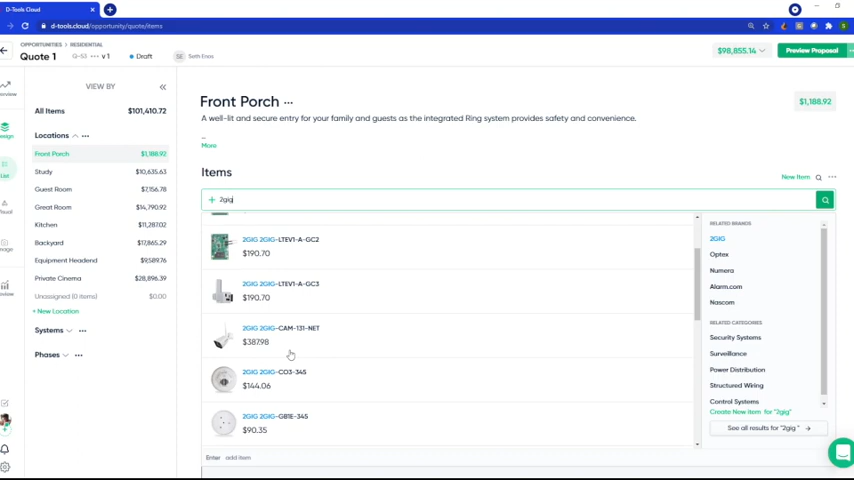 D-Tools Cloud
d-tools.cloud/opportunity/quote/items
OPPORTUNITIES > RESIDENTIAL
Quote 1
Q-53 ••• v 1
Draft
SE
Seth Enos
$98,855.14
Preview Proposal
VIEW BY
All Items $101,410.72
Locations
Front Porch $1,188.92
Study $10,635.63
Guest Room $7,156.78
Great Room $14,790.92
Kitchen $11,287.02
Backyard $17,865.29
Equipment Headend $9,589.76
Private Cinema $28,896.39
Unassigned (0 items) $0.00
+ New Location
Systems
Phases
Front Porch
$1,188.92
A well-lit and secure entry for your family and guests as the integrated Ring system provides safety and convenience.
More
Items
New Item
+ 2gig
2GIG 2GIG-LTEV1-A-GC2
$190.70
2GIG 2GIG-LTEV1-A-GC3
$190.70
2GIG 2GIG-CAM-131-NET
$387.98
2GIG 2GIG-CO3-345
$144.06
2GIG 2GIG-GB1E-345
$90.35
RELATED BRANDS
2GIG
Optex
Numera
Alarm.com
Nascom
RELATED CATEGORIES
Security Systems
Surveillance
Power Distribution
Structured Wiring
Control Systems
Create New item for "2gig"
See all results for "2gig "
Enter add item